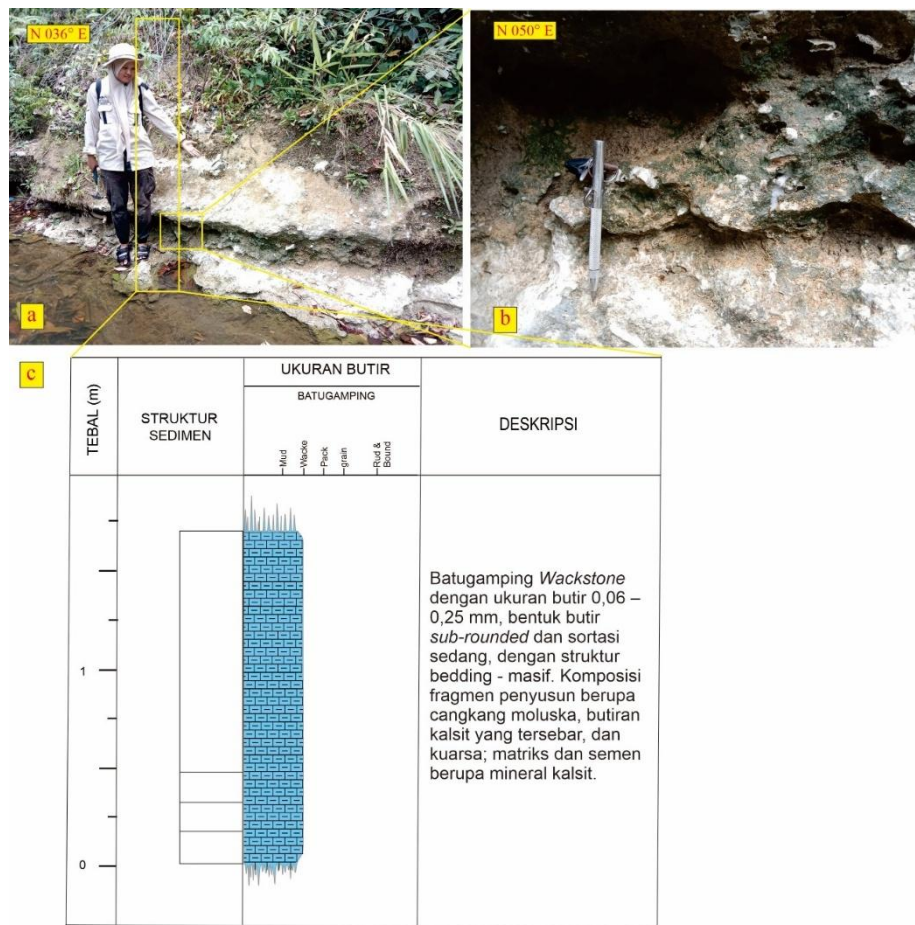 N 036° E
N 050° E
a
b
c
TEBAL (m)
STRUKTUR
SEDIMEN
UKURAN BUTIR
BATUGAMPING
Mud
Wacke
Pack
grain
Rud &
Bound
DESKRIPSI
1
0
Batugamping Wackstone
dengan ukuran butir 0,06 –
0,25 mm, bentuk butir
sub-rounded dan sortasi
sedang, dengan struktur
bedding - masif. Komposisi
fragmen penyusun berupa
cangkang moluska, butiran
kalsit yang tersebar, dan
kuarsa; matriks dan semen
berupa mineral kalsit.